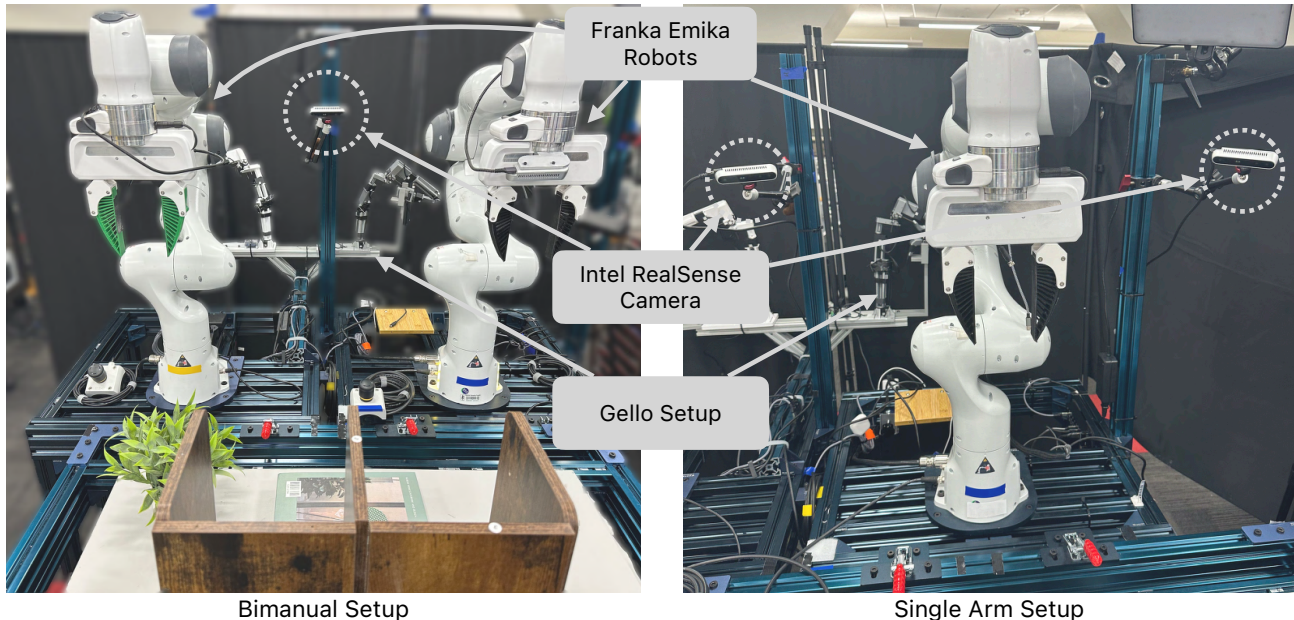 Franka Emika
Robots
Intel RealSense
Camera
Gello Setup
Bimanual Setup
Single Arm Setup